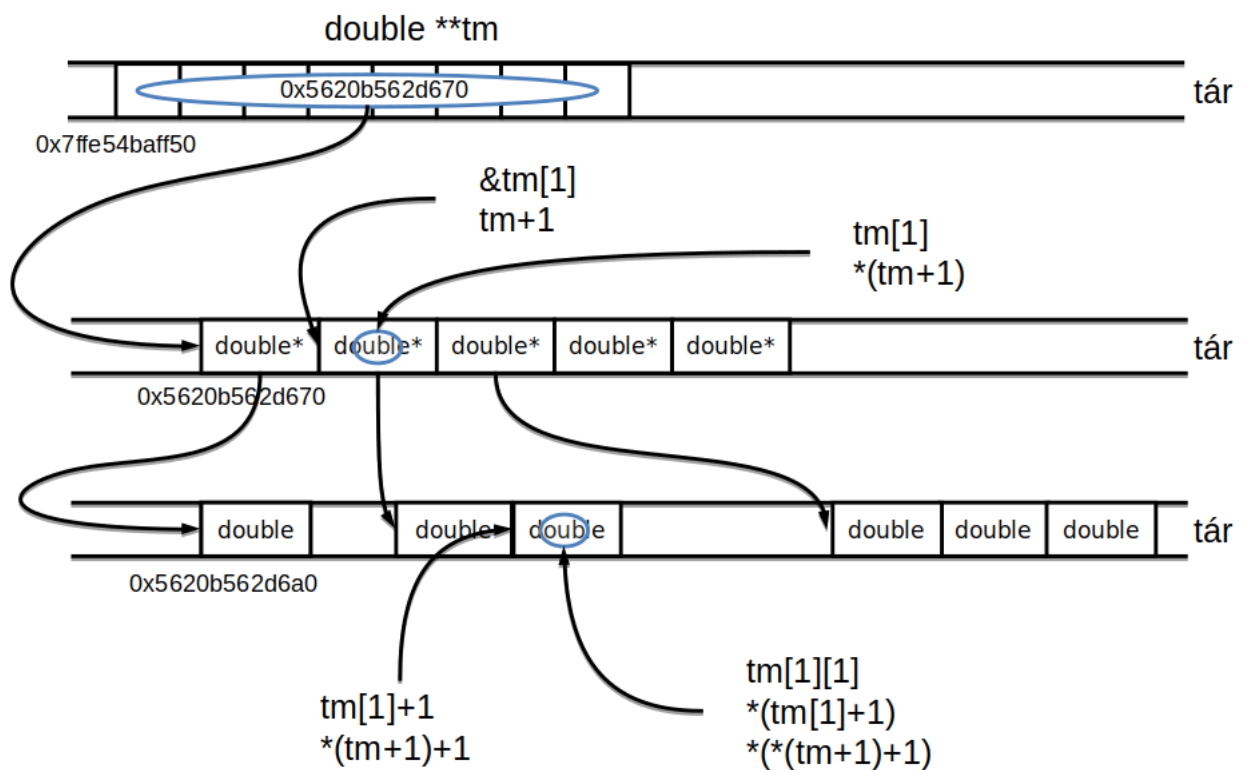 double **tm
0x5620b562d670
tár
0x7ffe54baff50
&tm[1]
tm+1
tm[1]
*(tm+1)
double* double* double* double* double*
tár
0x5620b562d670
double double double double double double
tár
0x5620b562d6a0
tm[1]+1
*(tm+1)+1
tm[1][1]
*(tm[1]+1)
*(*(tm+1)+1)